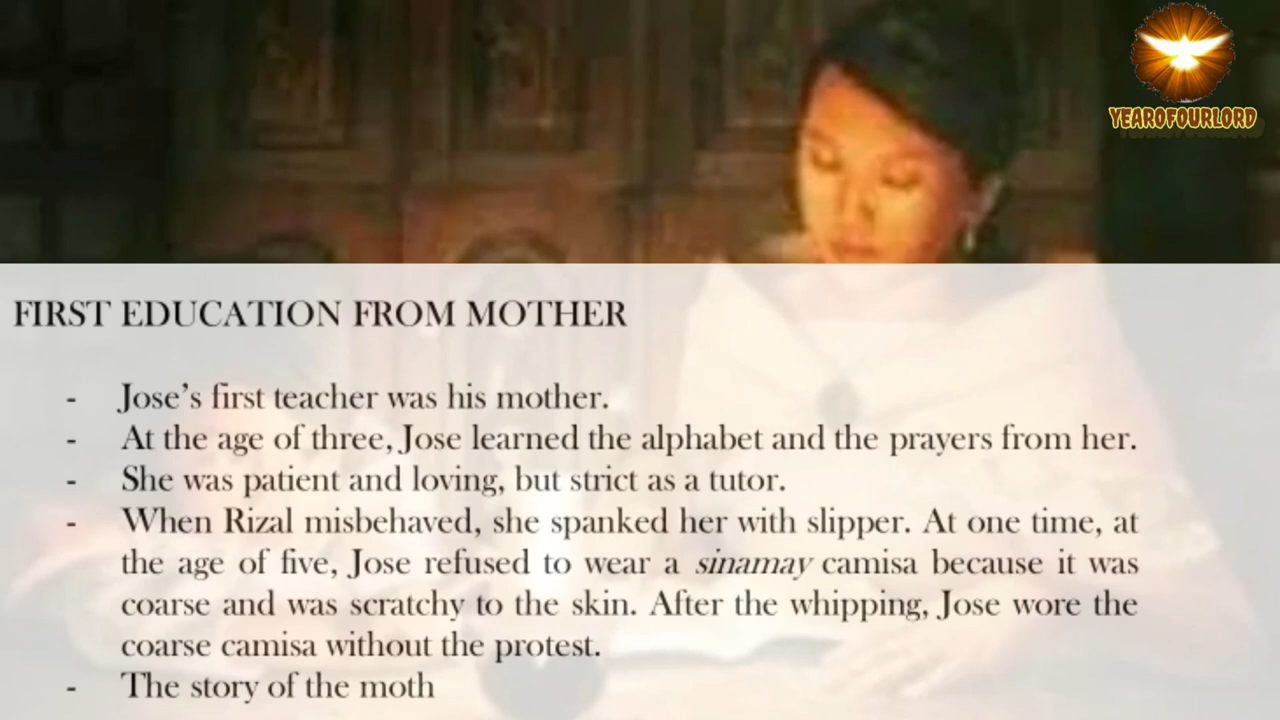 YEAROFOURLORD
FIRST EDUCATION FROM MOTHER
- Jose's first teacher was his mother.
- At the age of three, Jose learned the alphabet and the prayers from her.
- She was patient and loving, but strict as a tutor.
- When Rizal misbehaved, she spanked her with slipper. At one time, at
the age of five, Jose refused to wear a sinamay camisa because it was
coarse and was scratchy to the skin. After the whipping, Jose wore the
coarse camisa without the protest.
- The story of the moth